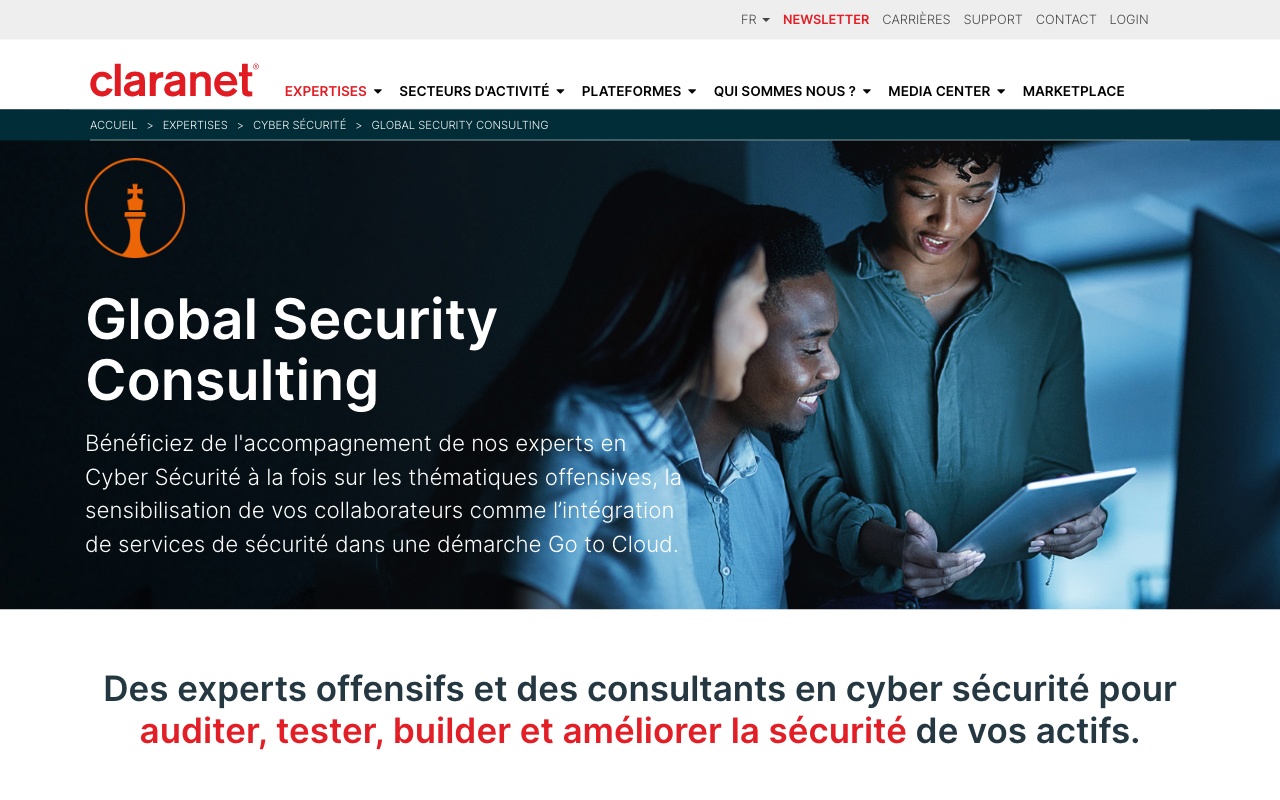 FR NEWSLETTER CARRIÈRES SUPPORT CONTACT LOGIN
claranet®
EXPERTISES SECTEURS D'ACTIVITÉ PLATEFORMES QUI SOMMES NOUS ? MEDIA CENTER MARKETPLACE
ACCUEIL > EXPERTISES > CYBER SÉCURITÉ > GLOBAL SECURITY CONSULTING
Global Security
Consulting
Bénéficiez de l'accompagnement de nos experts en
Cyber Sécurité à la fois sur les thématiques offensives, la
sensibilisation de vos collaborateurs comme l’intégration
de services de sécurité dans une démarche Go to Cloud.
Des experts offensifs et des consultants en cyber sécurité pour
auditer, tester, builder et améliorer la sécurité de vos actifs.